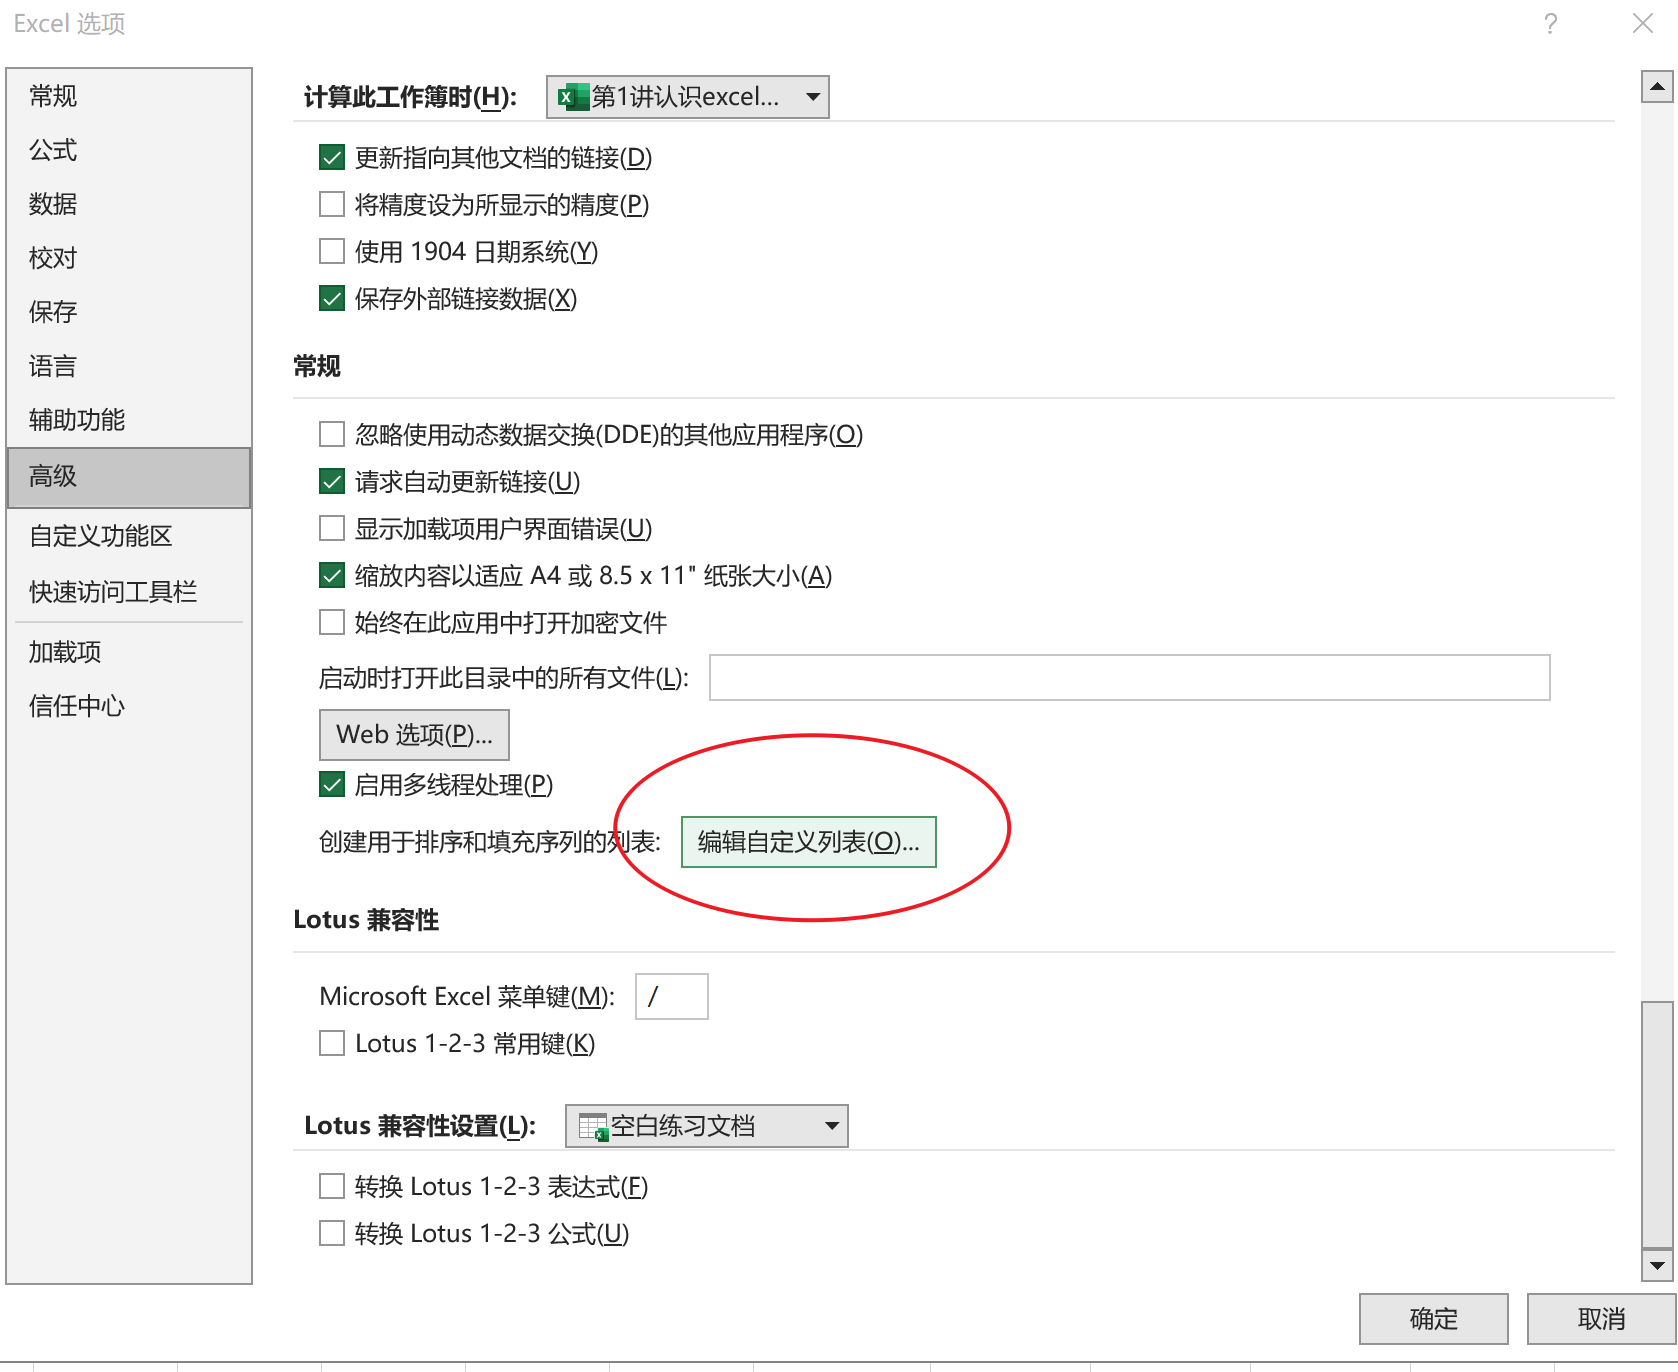 Excel 选项
常规
公式
数据
校对
保存
语言
辅助功能
高级
自定义功能区
快速访问工具栏
加载项
信任中心
计算此工作簿时(H): 第1讲认识excel...
更新指向其他文档的链接(D)
将精度设为所显示的精度(P)
使用 1904 日期系统(Y)
保存外部链接数据(X)
常规
忽略使用动态数据交换(DDE)的其他应用程序(O)
请求自动更新链接(U)
显示加载项用户界面错误(U)
缩放内容以适应 A4 或 8.5 x 11" 纸张大小(A)
始终在此应用中打开加密文件
启动时打开此目录中的所有文件(L):
Web 选项(P)...
启用多线程处理(P)
创建用于排序和填充序列的列表: 编辑自定义列表(O)...
Lotus 兼容性
Microsoft Excel 菜单键(M): /
Lotus 1-2-3 常用键(K)
Lotus 兼容性设置(L): 空白练习文档
转换 Lotus 1-2-3 表达式(F)
转换 Lotus 1-2-3 公式(U)
确定 取消